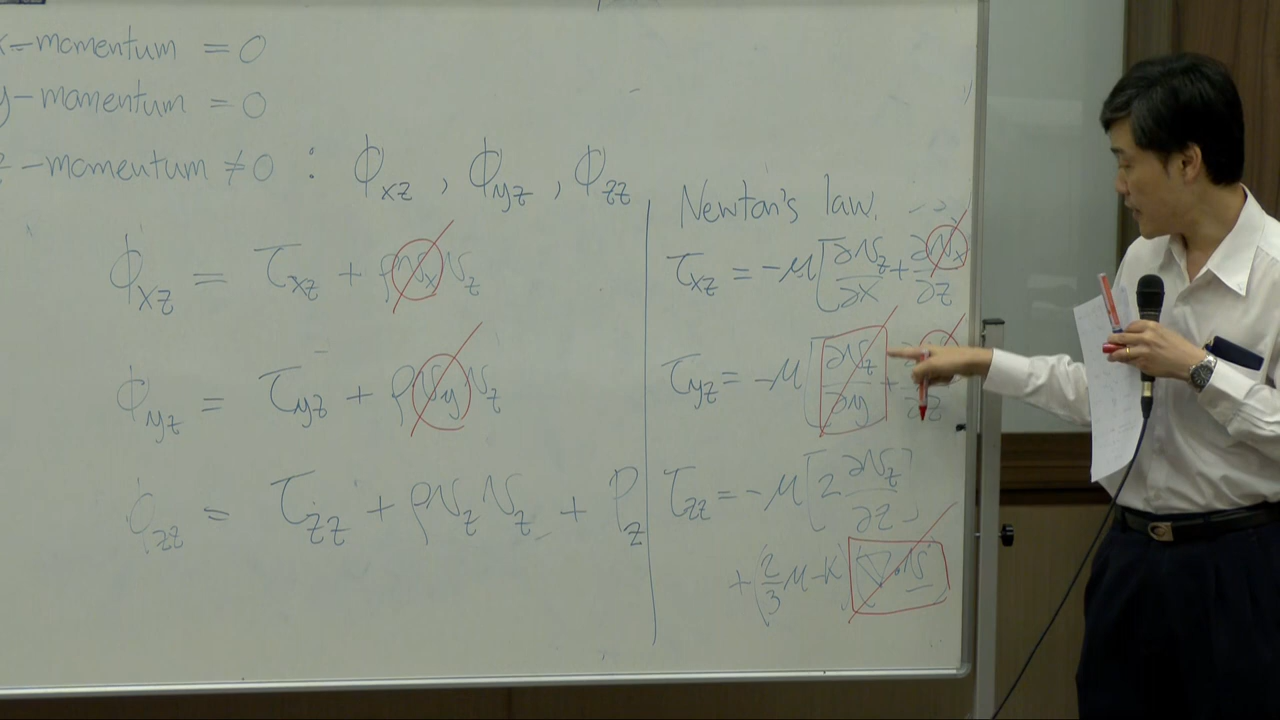 x-momentum = 0
y-momentum = 0
z-momentum ≠ 0 : ϕxz , ϕyz , ϕzz
ϕxz = τxz + ρvxvz
ϕyz = τyz + ρvyvz
ϕzz = τzz + ρvzvz + Pz
Newton's law.
τxz = -μ[∂vz/∂x + ∂vx/∂z
τyz = -μ[∂vz/∂y + ∂z
τzz = -μ[2 ∂vz/∂z]
+(2/3 μ-κ)(∇·v